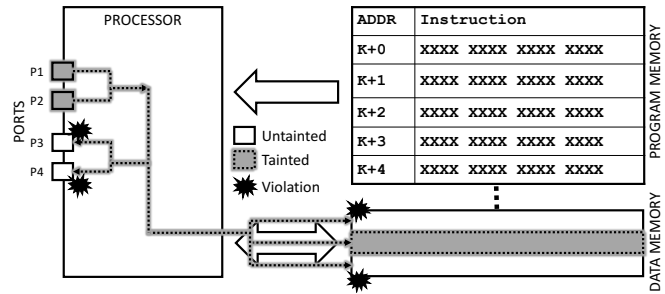 PROCESSOR
PORTS
P1
P2
P3
P4
Untainted
Tainted
Violation
ADDR Instruction
K+0 XXXX XXXX XXXX XXXX
K+1 XXXX XXXX XXXX XXXX
K+2 XXXX XXXX XXXX XXXX
K+3 XXXX XXXX XXXX XXXX
K+4 XXXX XXXX XXXX XXXX
PROGRAM MEMORY
DATA MEMORY